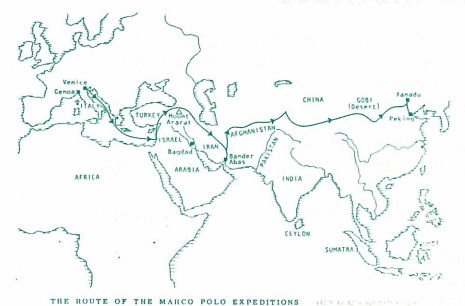 Venice
Genoa
ITALY
TURKEY
Mount
Ararat
ISRAEL
Bagdad
IRAN
ARABIA
AFRICA
AFGHANISTAN
Bander
Abas
PAKISTAN
INDIA
CEYLON
SUMATRA
CHINA
GOBI
(Desert)
Xanadu
Peking
THE ROUTE OF THE MARCO POLO EXPEDITIONS